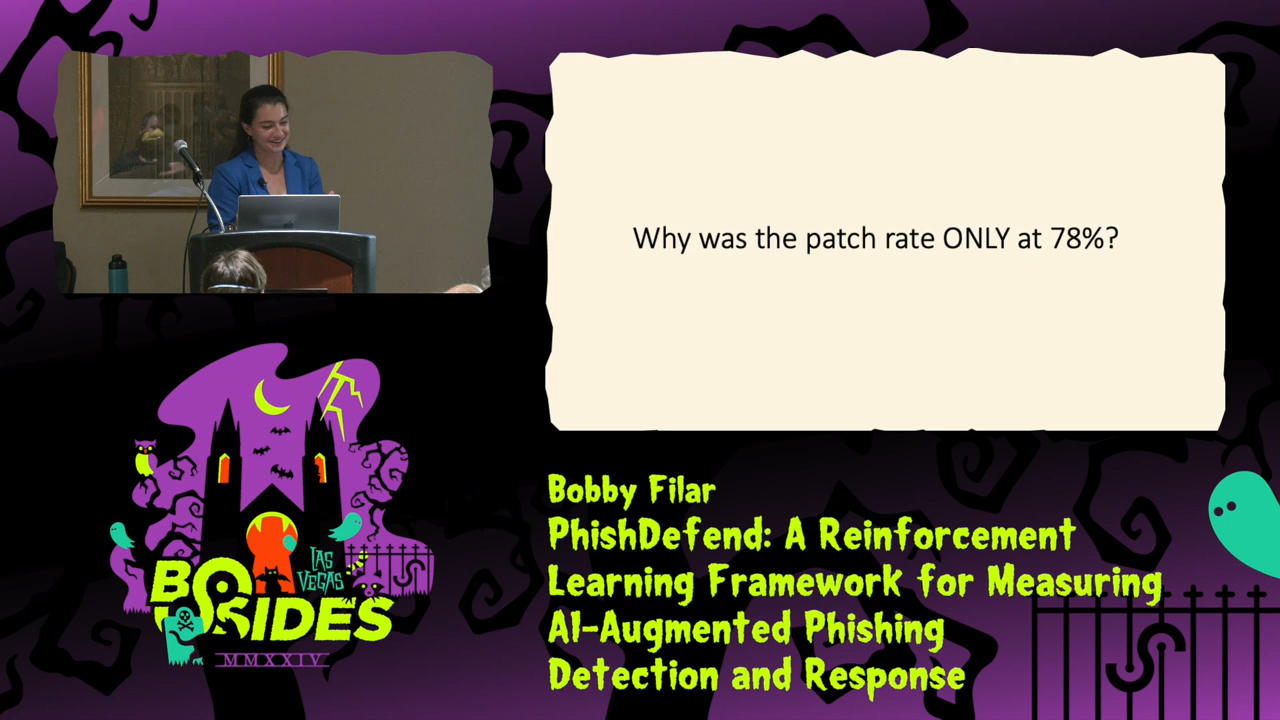 Why was the patch rate ONLY at 78%?
LAS
VEGAS
BSIDES
MMXXIV
Bobby Filar
PhishDefend: A Reinforcement
Learning Framework for Measuring
AI-Augmented Phishing
Detection and Response